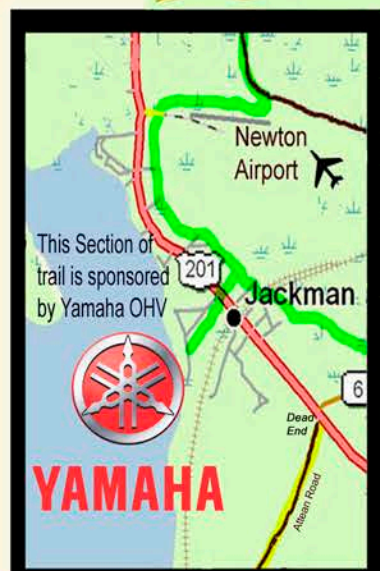 Newton
Airport
This Section of
trail is sponsored
by Yamaha OHV
201
Jackman
6
Dead
End
YAMAHA
Attean Road